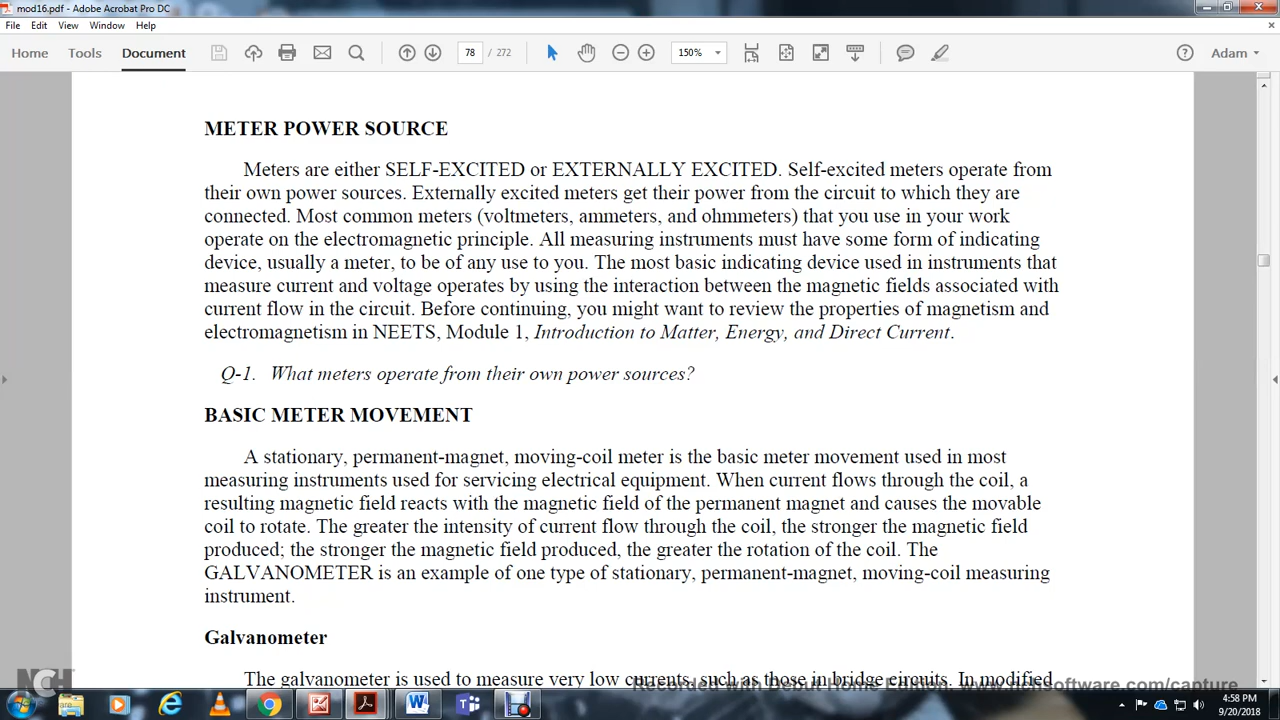 mod16.pdf - Adobe Acrobat Pro DC
File Edit View Window Help
Home Tools Document 78 / 272 150% Adam
METER POWER SOURCE
Meters are either SELF-EXCITED or EXTERNALLY EXCITED. Self-excited meters operate from
their own power sources. Externally excited meters get their power from the circuit to which they are
connected. Most common meters (voltmeters, ammeters, and ohmmeters) that you use in your work
operate on the electromagnetic principle. All measuring instruments must have some form of indicating
device, usually a meter, to be of any use to you. The most basic indicating device used in instruments that
measure current and voltage operates by using the interaction between the magnetic fields associated with
current flow in the circuit. Before continuing, you might want to review the properties of magnetism and
electromagnetism in NEETS, Module 1, Introduction to Matter, Energy, and Direct Current.
Q-1. What meters operate from their own power sources?
BASIC METER MOVEMENT
A stationary, permanent-magnet, moving-coil meter is the basic meter movement used in most
measuring instruments used for servicing electrical equipment. When current flows through the coil, a
resulting magnetic field reacts with the magnetic field of the permanent magnet and causes the movable
coil to rotate. The greater the intensity of current flow through the coil, the stronger the magnetic field
produced; the stronger the magnetic field produced, the greater the rotation of the coil. The
GALVANOMETER is an example of one type of stationary, permanent-magnet, moving-coil measuring
instrument.
Galvanometer
The galvanometer is used to measure very low currents, such as those in bridge circuits. In modified
Recorded with Debut Home Edition. www.nchsoftware.com/capture
NCH
4:58 PM
9/20/2018